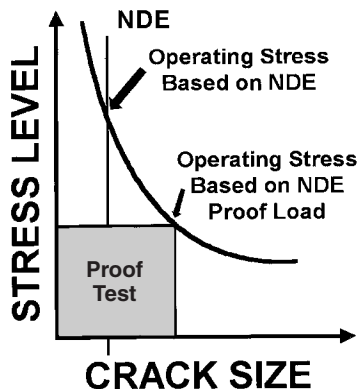 NDE
Operating Stress
Based on NDE
Operating Stress
Based on NDE
Proof Load
Proof
Test
STRESS LEVEL
CRACK SIZE